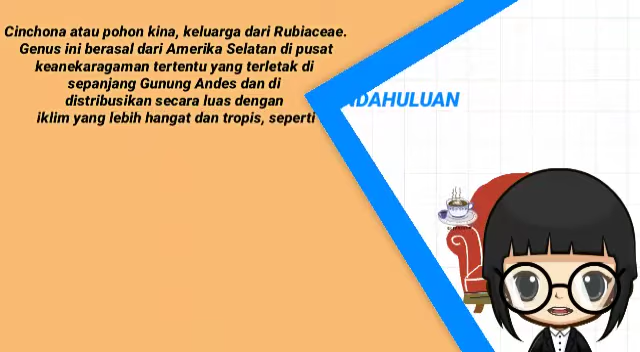 Cinchona atau pohon kina, keluarga dari Rubiaceae.
Genus ini berasal dari Amerika Selatan di pusat
keanekaragaman tertentu yang terletak di
sepanjang Gunung Andes dan di
distribusikan secara luas dengan
iklim yang lebih hangat dan tropis, seperti
DAHULUAN